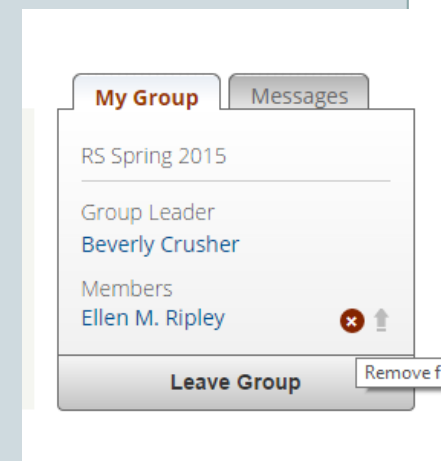 My Group Messages
RS Spring 2015
Group Leader
Beverly Crusher
Members
Ellen M. Ripley
Leave Group
Remove f